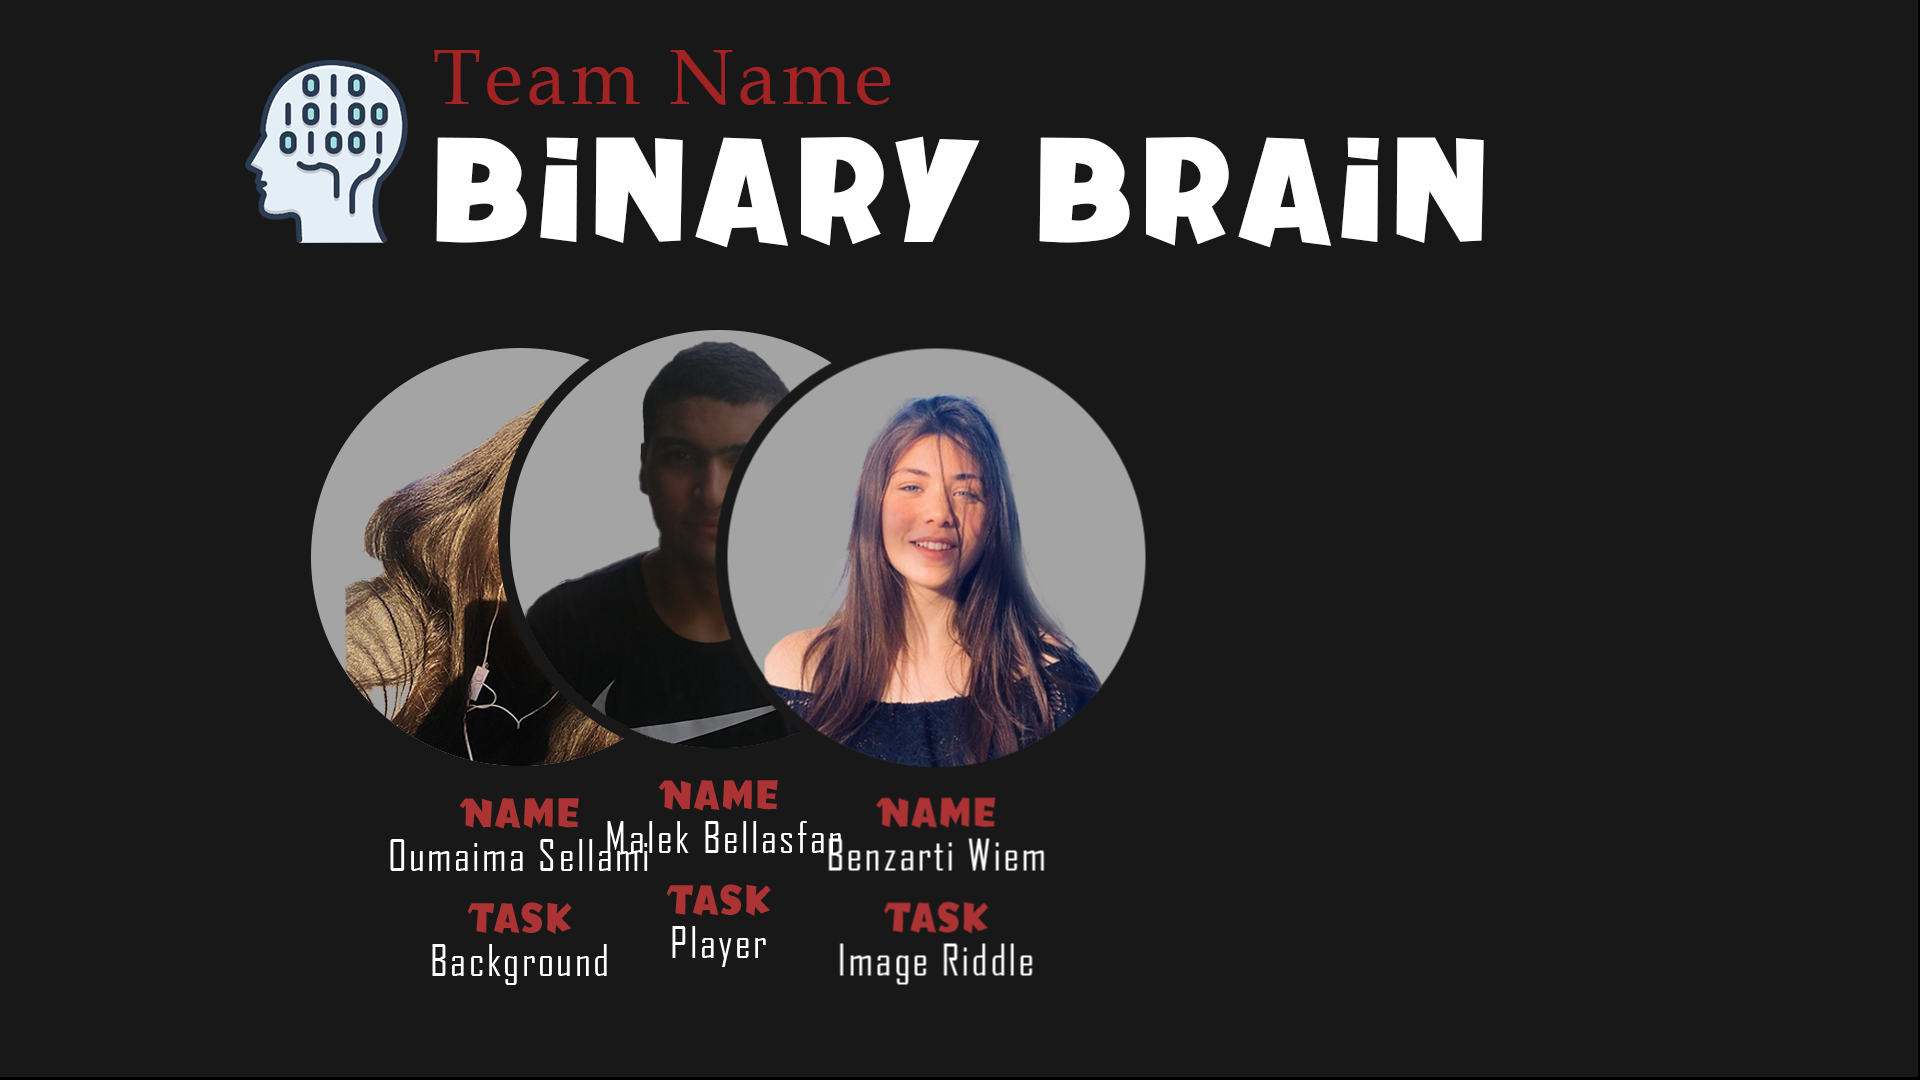 010
10100
01001
Team Name
BiNARY BRAiN
NAME
Oumaima Sellami
TASK
Background
NAME
Malek Bellasfar
TASK
Player
NAME
Benzarti Wiem
TASK
Image Riddle